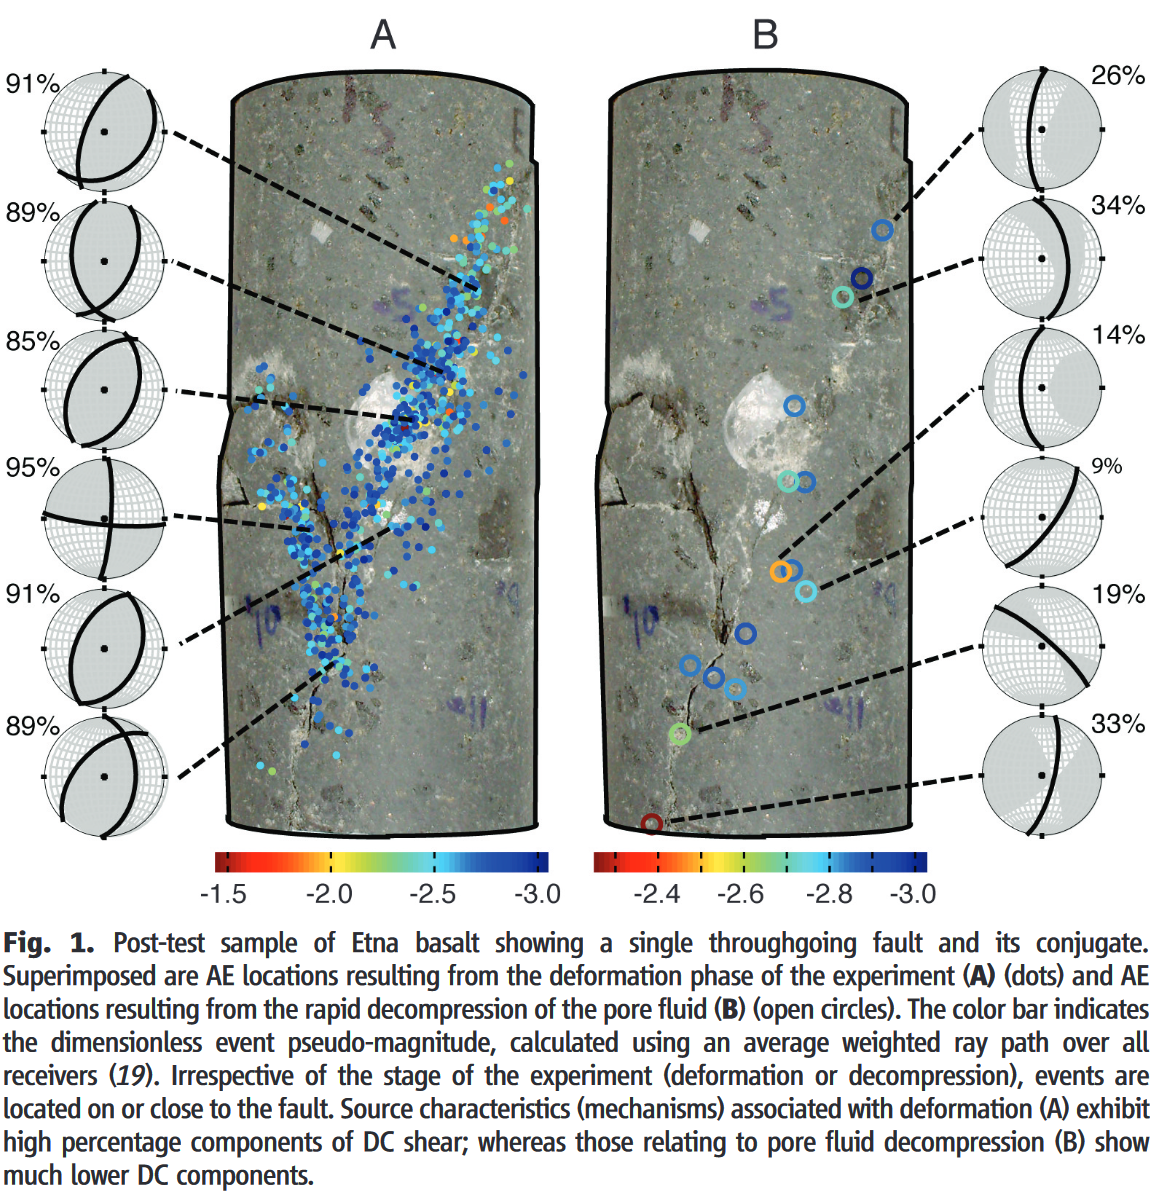 A
B
91%
89%
85%
95%
91%
89%
26%
34%
14%
9%
19%
33%
-1.5
-2.0
-2.5
-3.0
-2.4
-2.6
-2.8
-3.0
Fig. 1. Post-test sample of Etna basalt showing a single throughgoing fault and its conjugate.
Superimposed are AE locations resulting from the deformation phase of the experiment (A) (dots) and AE
locations resulting from the rapid decompression of the pore fluid (B) (open circles). The color bar indicates
the dimensionless event pseudo-magnitude, calculated using an average weighted ray path over all
receivers (19). Irrespective of the stage of the experiment (deformation or decompression), events are
located on or close to the fault. Source characteristics (mechanisms) associated with deformation (A) exhibit
high percentage components of DC shear; whereas those relating to pore fluid decompression (B) show
much lower DC components.